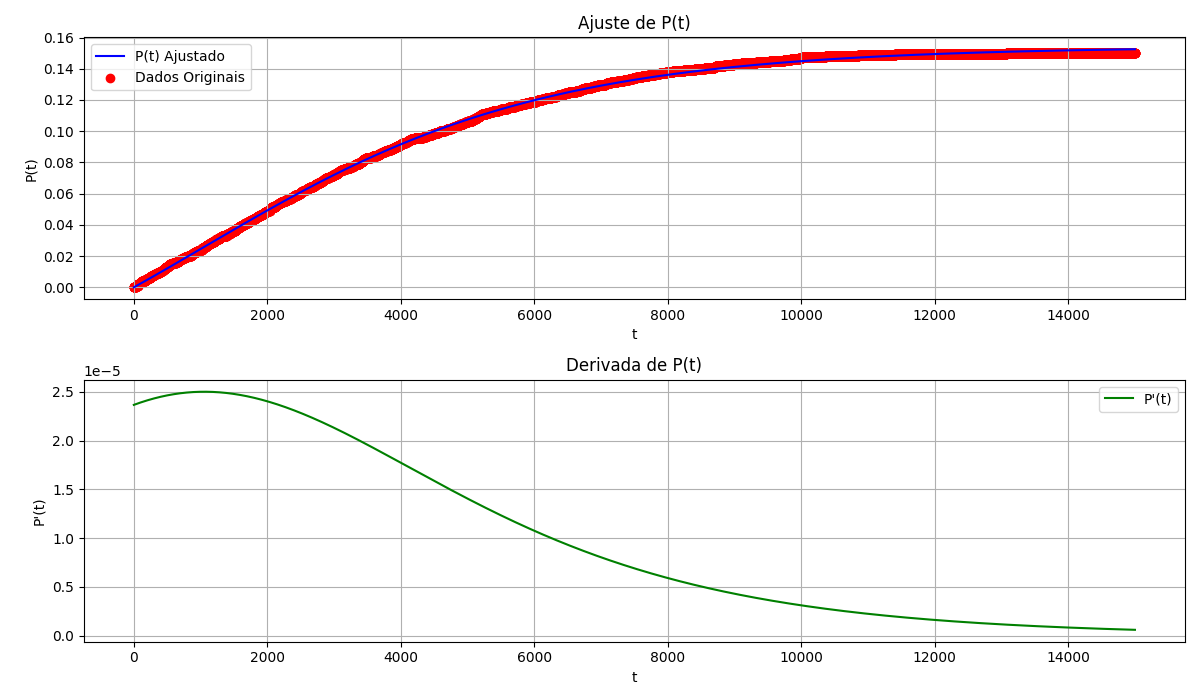 Ajuste de P(t)
P(t) Ajustado
Dados Originais
P(t)
0.16
0.14
0.12
0.10
0.08
0.06
0.04
0.02
0.00
0 2000 4000 6000 8000 10000 12000 14000
t
Derivada de P(t)
1e−5
P'(t)
P'(t)
2.5
2.0
1.5
1.0
0.5
0.0
0 2000 4000 6000 8000 10000 12000 14000
t